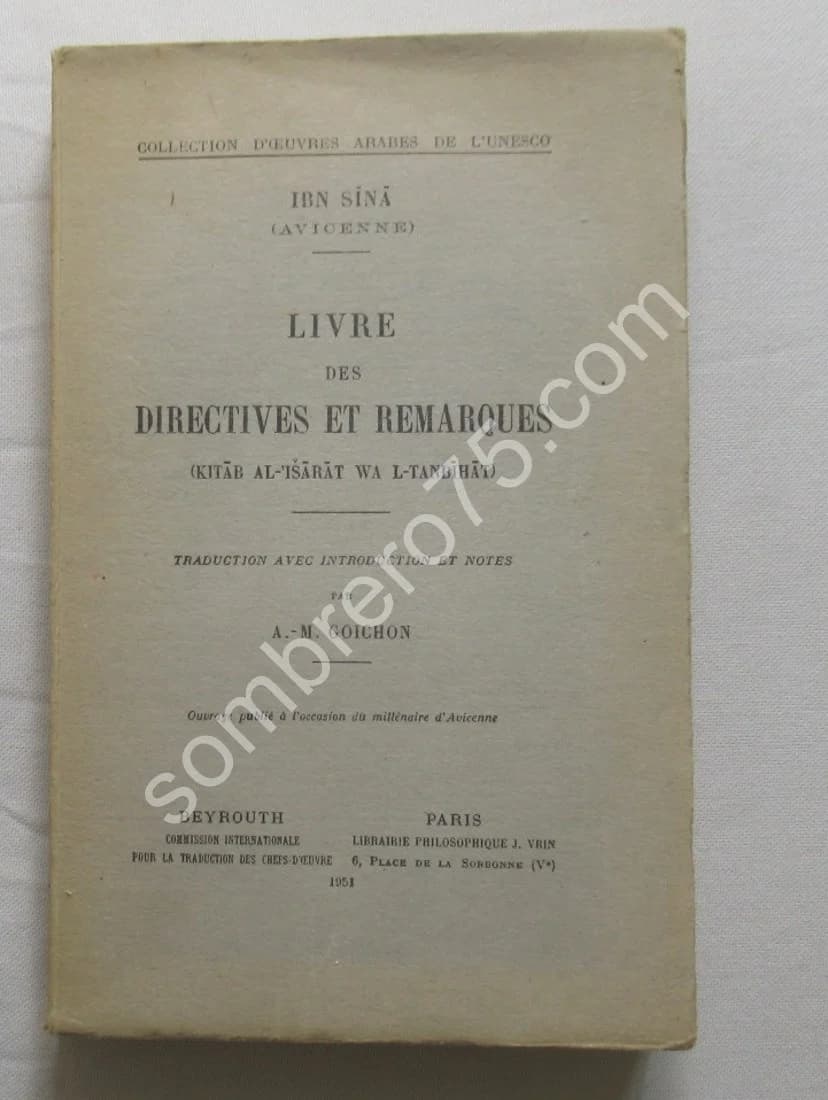 COLLECTION D'ŒUVRES ARABES DE L'UNESCO
IBN SÎNĀ
(AVICENNE)
LIVRE
DES
DIRECTIVES ET REMARQUES
(KITĀB AL-'IŠĀRĀT WA L-TANBĪHĀT)
TRADUCTION AVEC INTRODUCTION ET NOTES
PAR
A.-M. GOICHON
Ouvrage publié à l'occasion du millénaire d'Avicenne
BEYROUTH
COMMISSION INTERNATIONALE
POUR LA TRADUCTION DES CHEFS-D'ŒUVRE
PARIS
LIBRAIRIE PHILOSOPHIQUE J. VRIN
6, PLACE DE LA SORBONNE (Ve)
1951
sombrero75.com